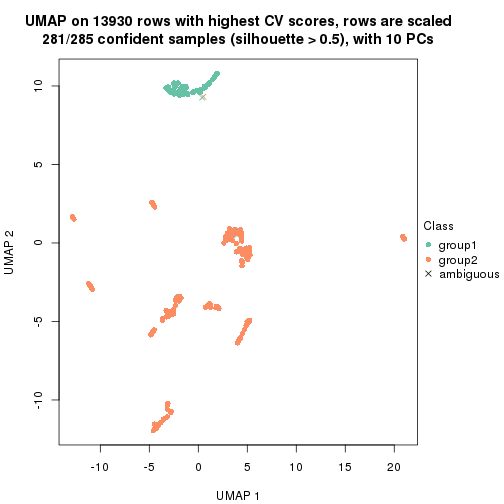 UMAP on 13930 rows with highest CV scores, rows are scaled
281/285 confident samples (silhouette > 0.5), with 10 PCs
10
5
0
-5
-10
UMAP 2
-10
-5
0
5
10
15
20
UMAP 1
Class
group1
group2
ambiguous